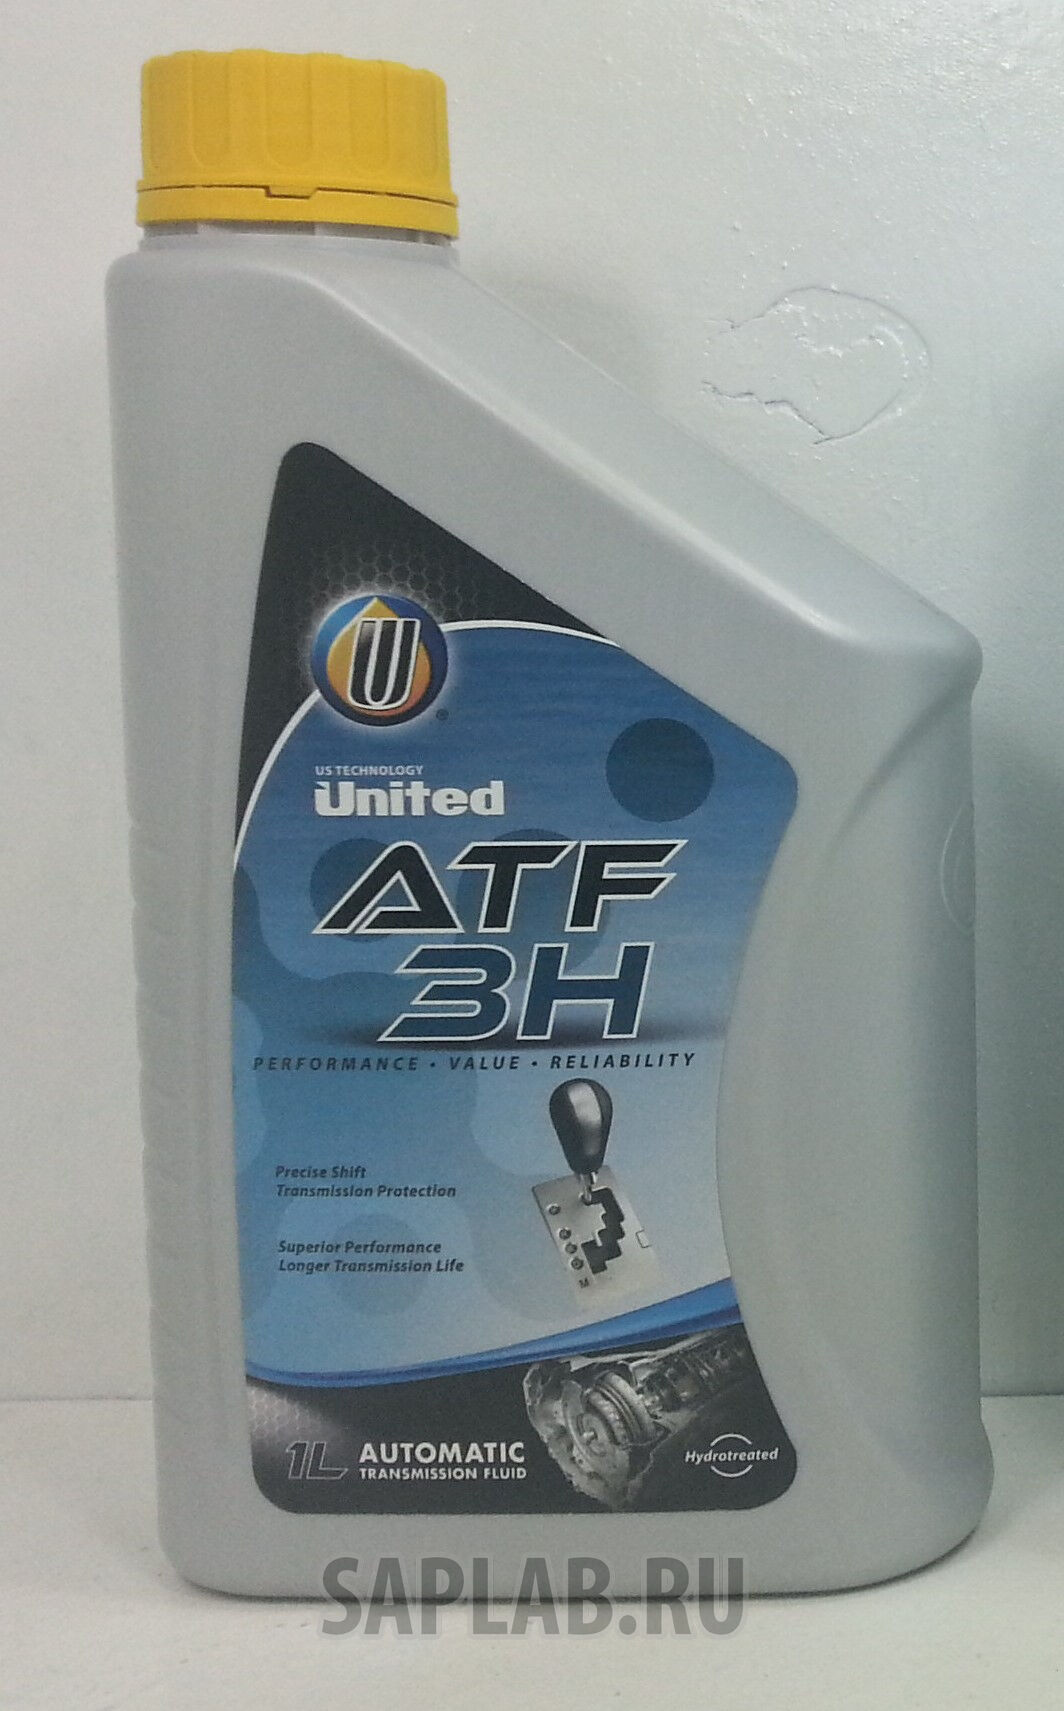 U
®
US TECHNOLOGY
United
ATF
3H
PERFORMANCE • VALUE • RELIABILITY
Precise Shift
Transmission Protection
Superior Performance
Longer Transmission Life
M
1L AUTOMATIC
TRANSMISSION FLUID
Hydrotreated
SAPLAB.RU